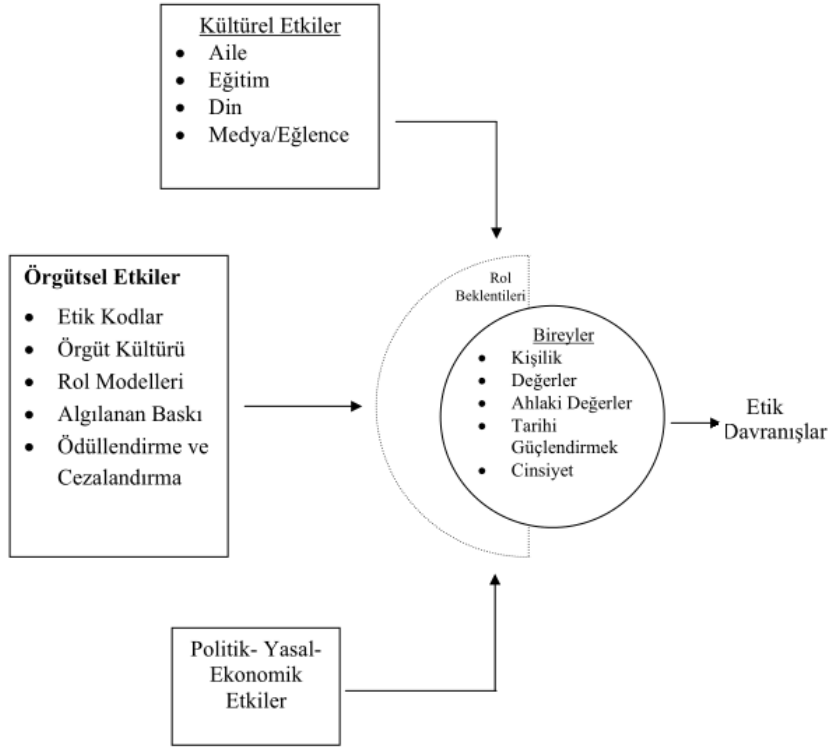 Kültürel Etkiler
• Aile
• Eğitim
• Din
• Medya/Eğlence
Örgütsel Etkiler
• Etik Kodlar
• Örgüt Kültürü
• Rol Modelleri
• Algılanan Baskı
• Ödüllendirme ve
Cezalandırma
Rol
Beklentileri
Bireyler
• Kişilik
• Değerler
• Ahlaki Değerler
• Tarihi
Güçlendirmek
• Cinsiyet
Etik
Davranışlar
Politik- Yasal-
Ekonomik
Etkiler